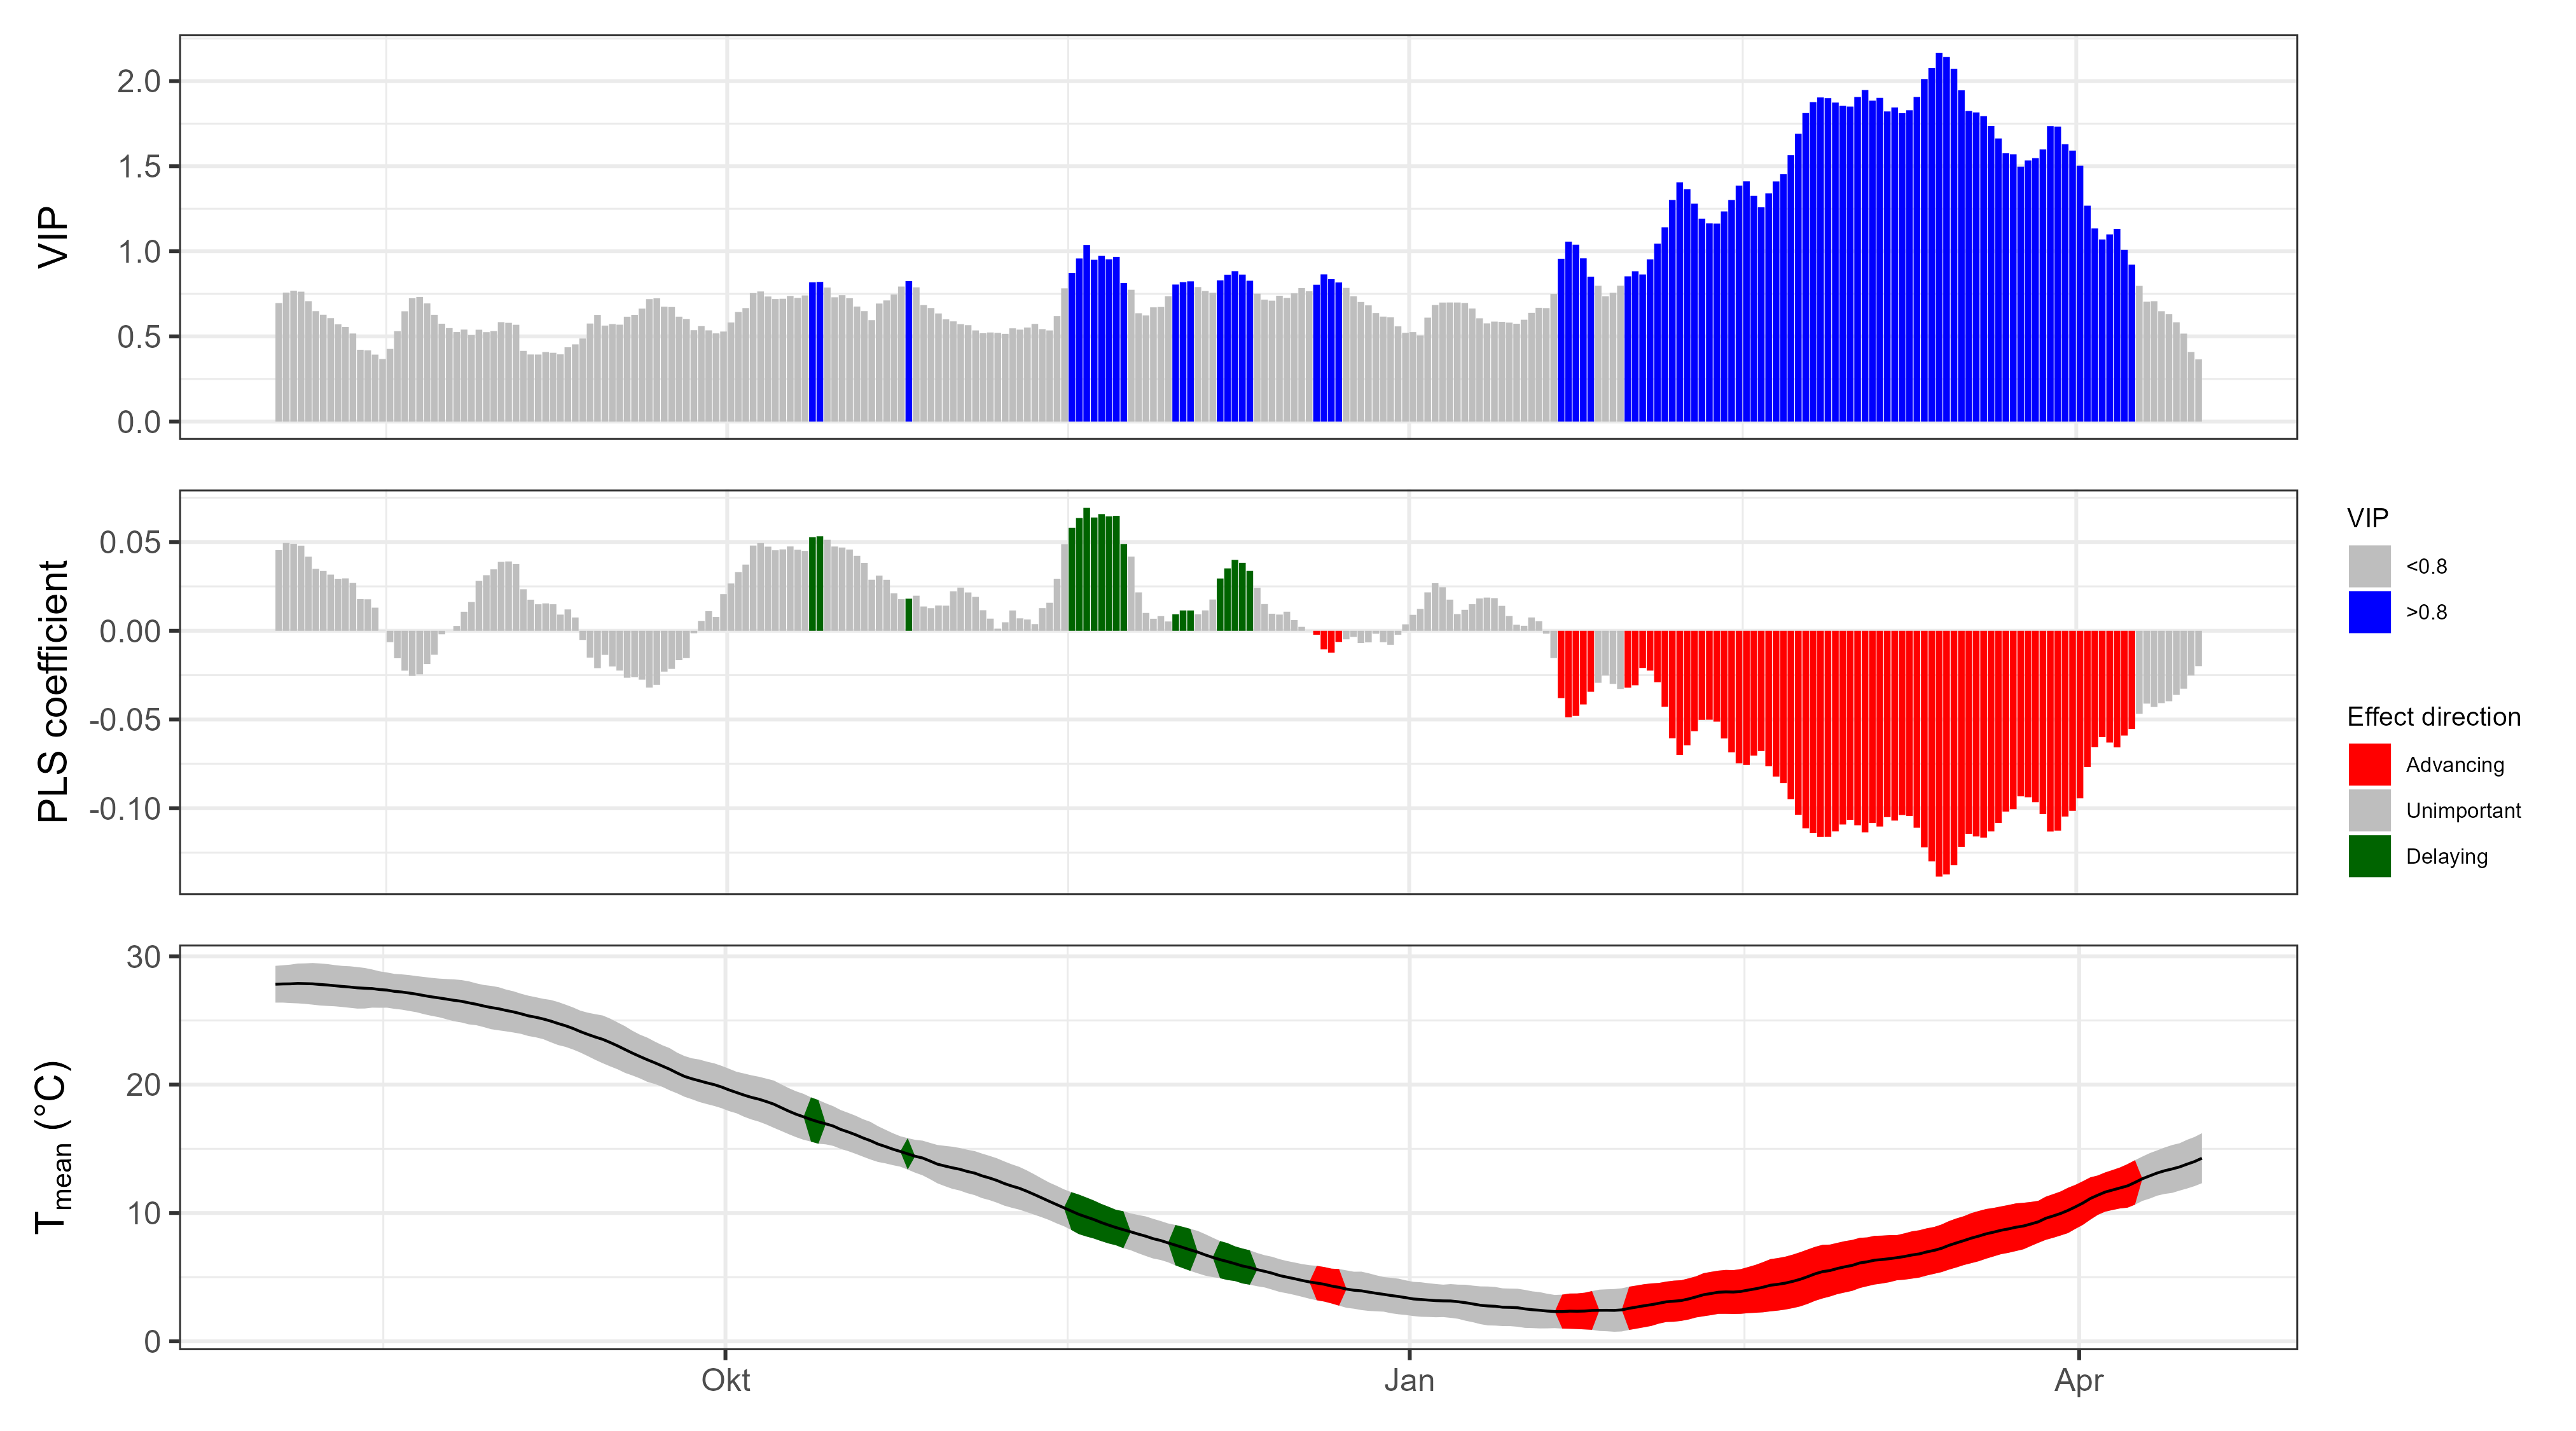 VIP
2.0
1.5
1.0
0.5
0.0
PLS coefficient
0.05
0.00
-0.05
-0.10
VIP
<0.8
>0.8
Effect direction
Advancing
Unimportant
Delaying
Tmean (°C)
30
20
10
0
Okt Jan Apr